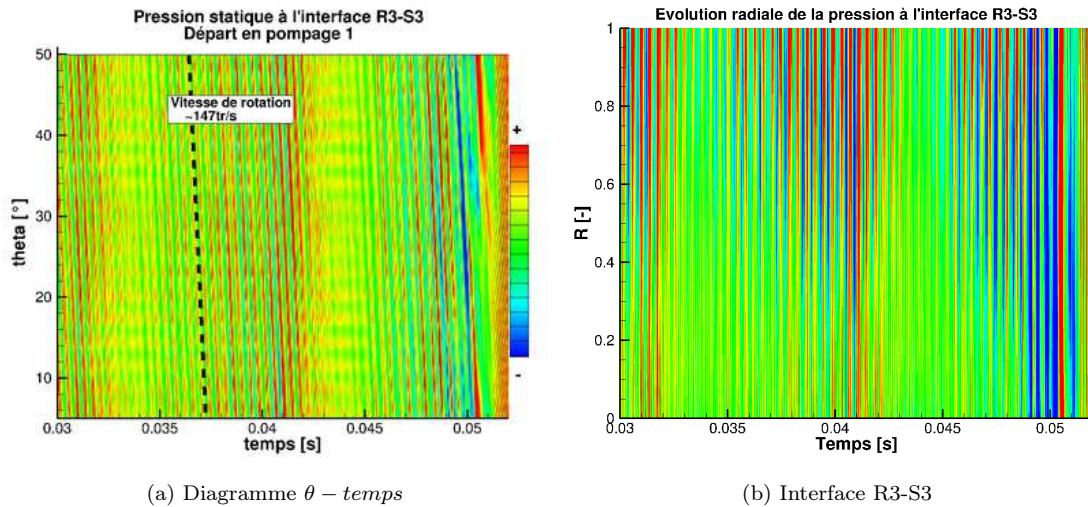 Pression statique à l'interface R3-S3
Départ en pompage 1
50
40
30
20
10
theta [°]
Vitesse de rotation
~147tr/s
0.03
0.035
0.04
0.045
0.05
temps [s]
+
-
Evolution radiale de la pression à l'interface R3-S3
1
0.8
0.6
0.4
0.2
0
R [-]
0.03
0.035
0.04
0.045
0.05
Temps [s]
(a) Diagramme θ − temps
(b) Interface R3-S3